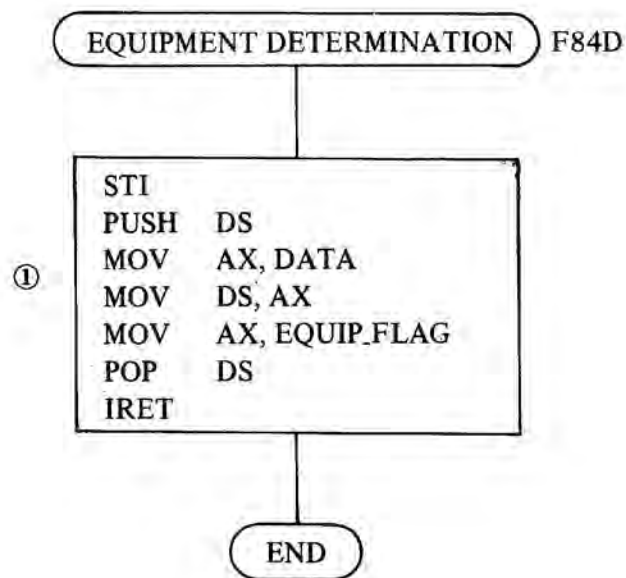 EQUIPMENT DETERMINATION F84D
STI
PUSH DS
MOV AX, DATA
① MOV DS, AX
MOV AX, EQUIP_FLAG
POP DS
IRET
END